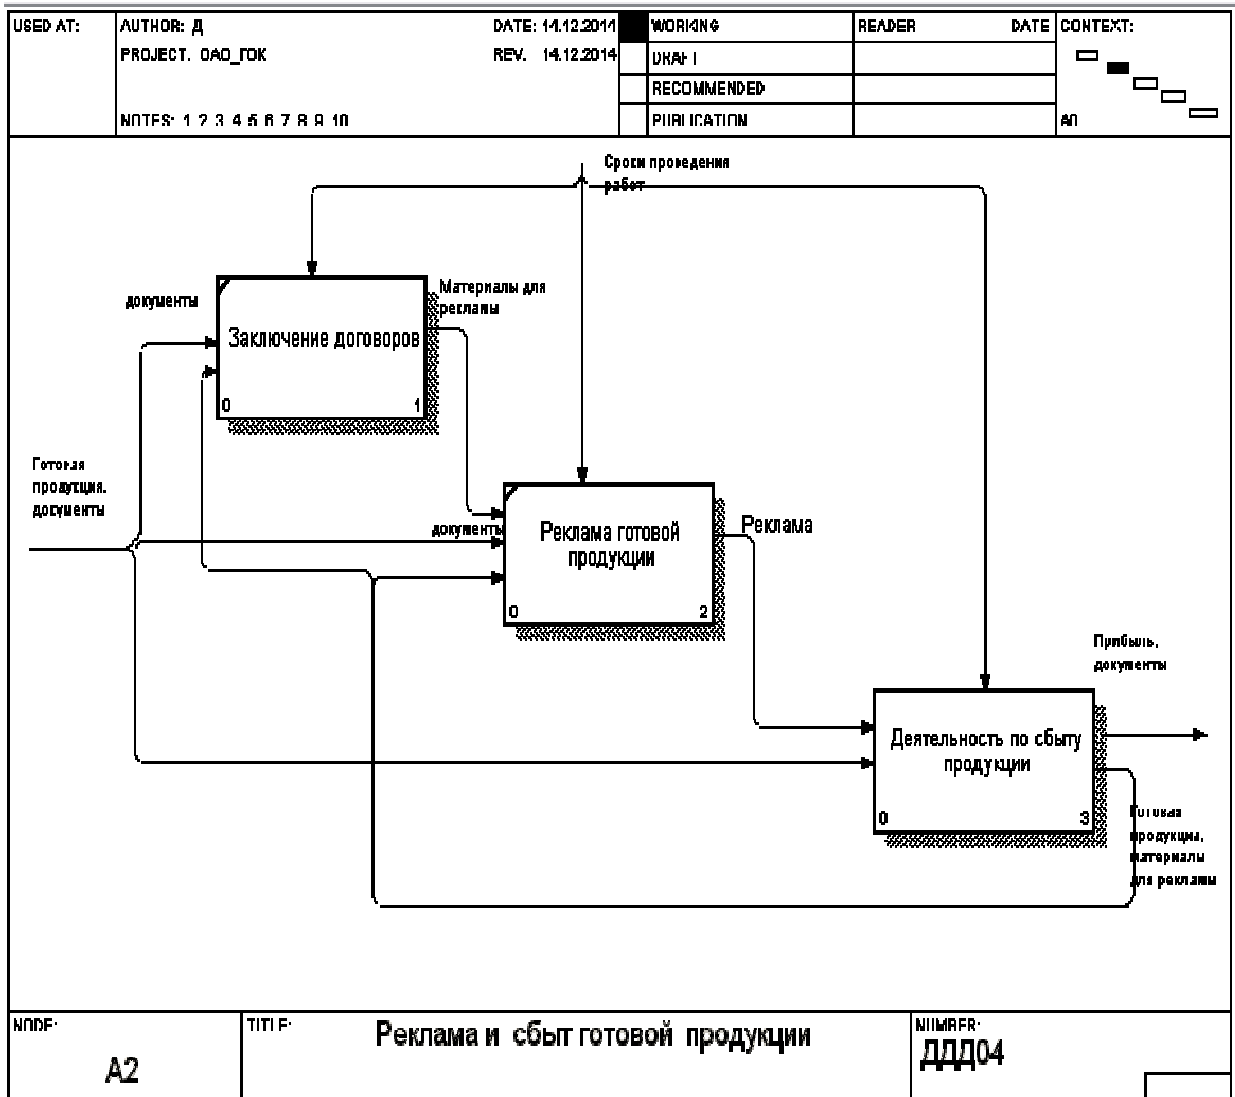 USED AT:
AUTHOR: Д
DATE: 14.12.2014
WORKING
READER
DATE
CONTEXT:
PROJECT: ОАО_ГОК
REV: 14.12.2014
DRAFT
RECOMMENDED
NOTES: 1 2 3 4 5 6 7 8 9 10
PUBLICATION
A0
Сроки проведения
работ
документы
Материалы для
рекламы
Заключение договоров
0
1
Готовая
продукция,
документы
документы
Реклама готовой
продукции
0
2
Реклама
Прибыль,
документы
Деятельность по сбыту
продукции
0
3
Готовая
продукция,
материалы
для рекламы
NODE:
A2
TITLE:
Реклама и сбыт готовой продукции
NUMBER:
ДДД04